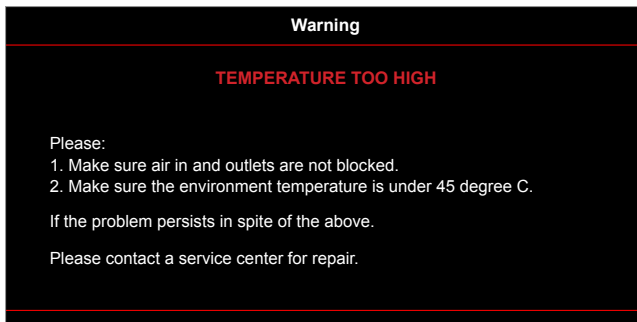 Warning
TEMPERATURE TOO HIGH
Please:
1. Make sure air in and outlets are not blocked.
2. Make sure the environment temperature is under 45 degree C.
If the problem persists in spite of the above.
Please contact a service center for repair.